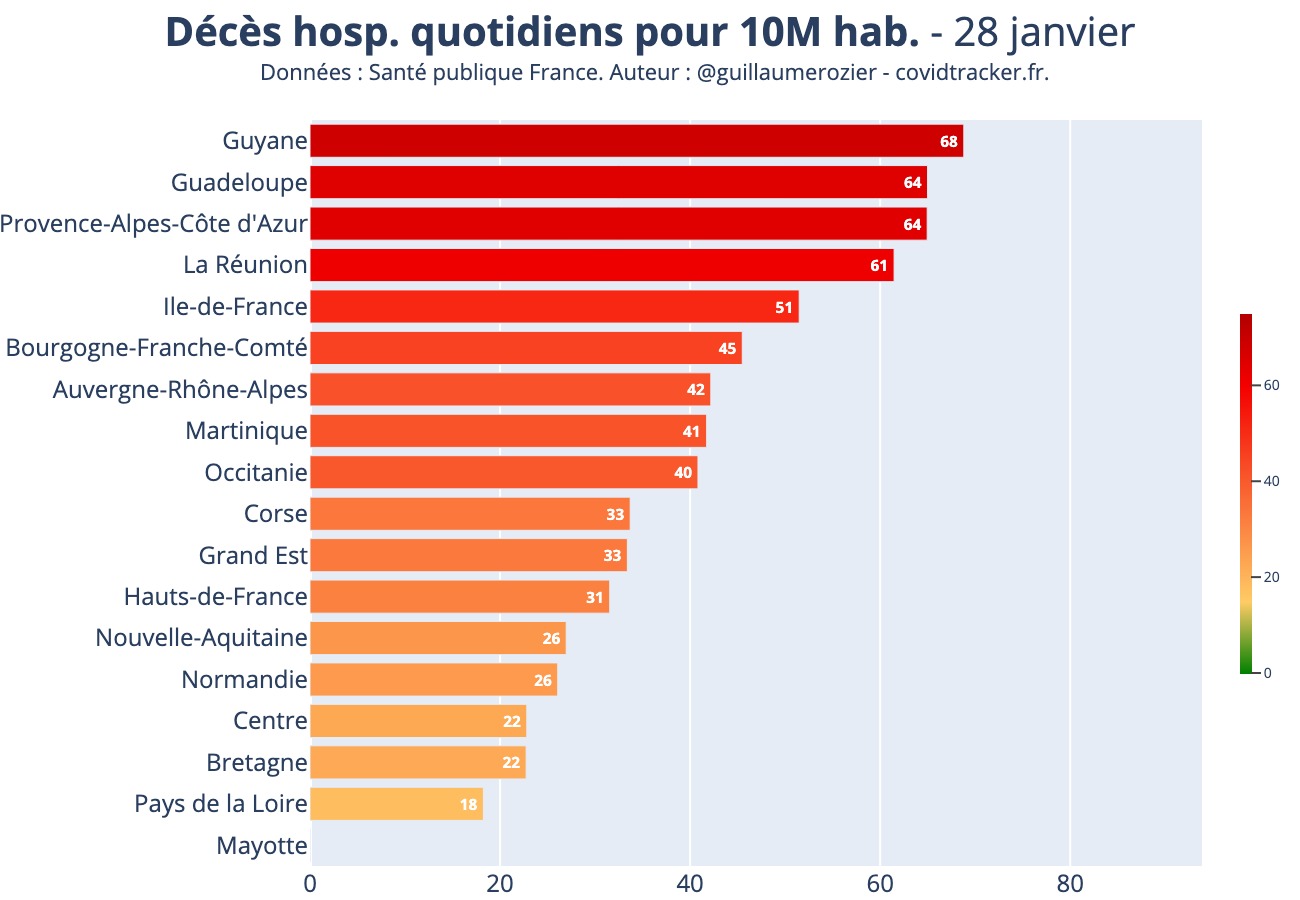 Décès hosp. quotidiens pour 10M hab. - 28 janvier
Données : Santé publique France. Auteur : @guillaumerozier - covidtracker.fr.
Guyane 68
Guadeloupe 64
Provence-Alpes-Côte d'Azur 64
La Réunion 61
Ile-de-France 51
Bourgogne-Franche-Comté 45
Auvergne-Rhône-Alpes 42
Martinique 41
Occitanie 40
Corse 33
Grand Est 33
Hauts-de-France 31
Nouvelle-Aquitaine 26
Normandie 26
Centre 22
Bretagne 22
Pays de la Loire 18
Mayotte
0 20 40 60 80
60
40
20
0